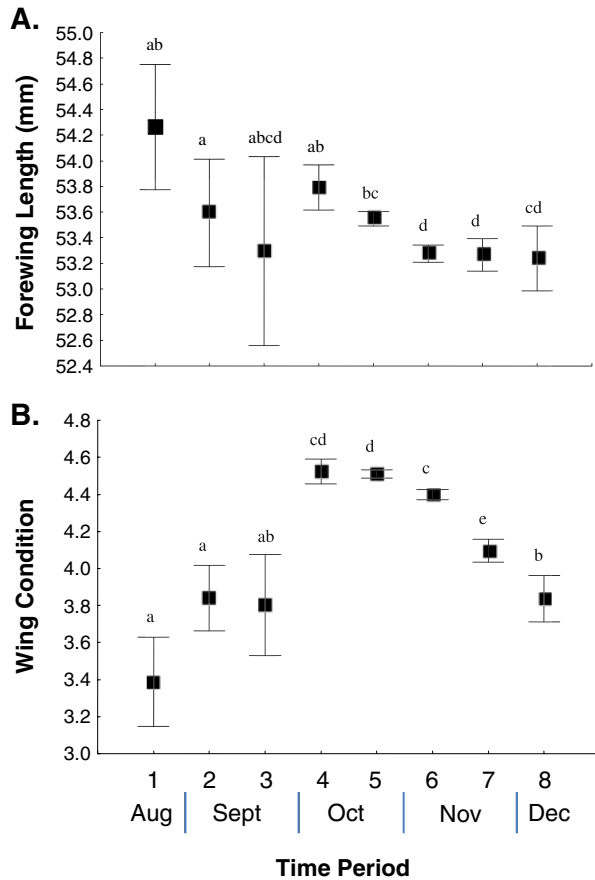 A.
Forewing Length (mm)
55.0
54.8
54.6
54.4
54.2
54.0
53.8
53.6
53.4
53.2
53.0
52.8
52.6
52.4
ab
a
abcd
ab
bc
d
d
cd
B.
Wing Condition
4.8
4.6
4.4
4.2
4.0
3.8
3.6
3.4
3.2
3.0
a
a
ab
cd
d
c
e
b
1 2 3 4 5 6 7 8
Aug Sept Oct Nov Dec
Time Period